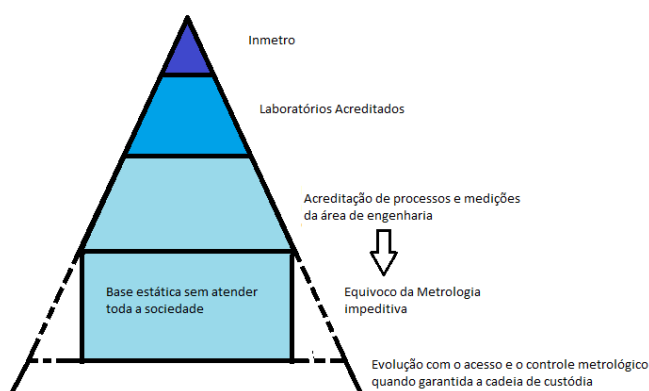 Inmetro
Laboratórios Acreditados
Acreditação de processos e medições
da área de engenharia
Base estática sem atender
toda a sociedade
Equivoco da Metrologia
impeditiva
Evolução com o acesso e o controle metrológico
quando garantida a cadeia de custódia